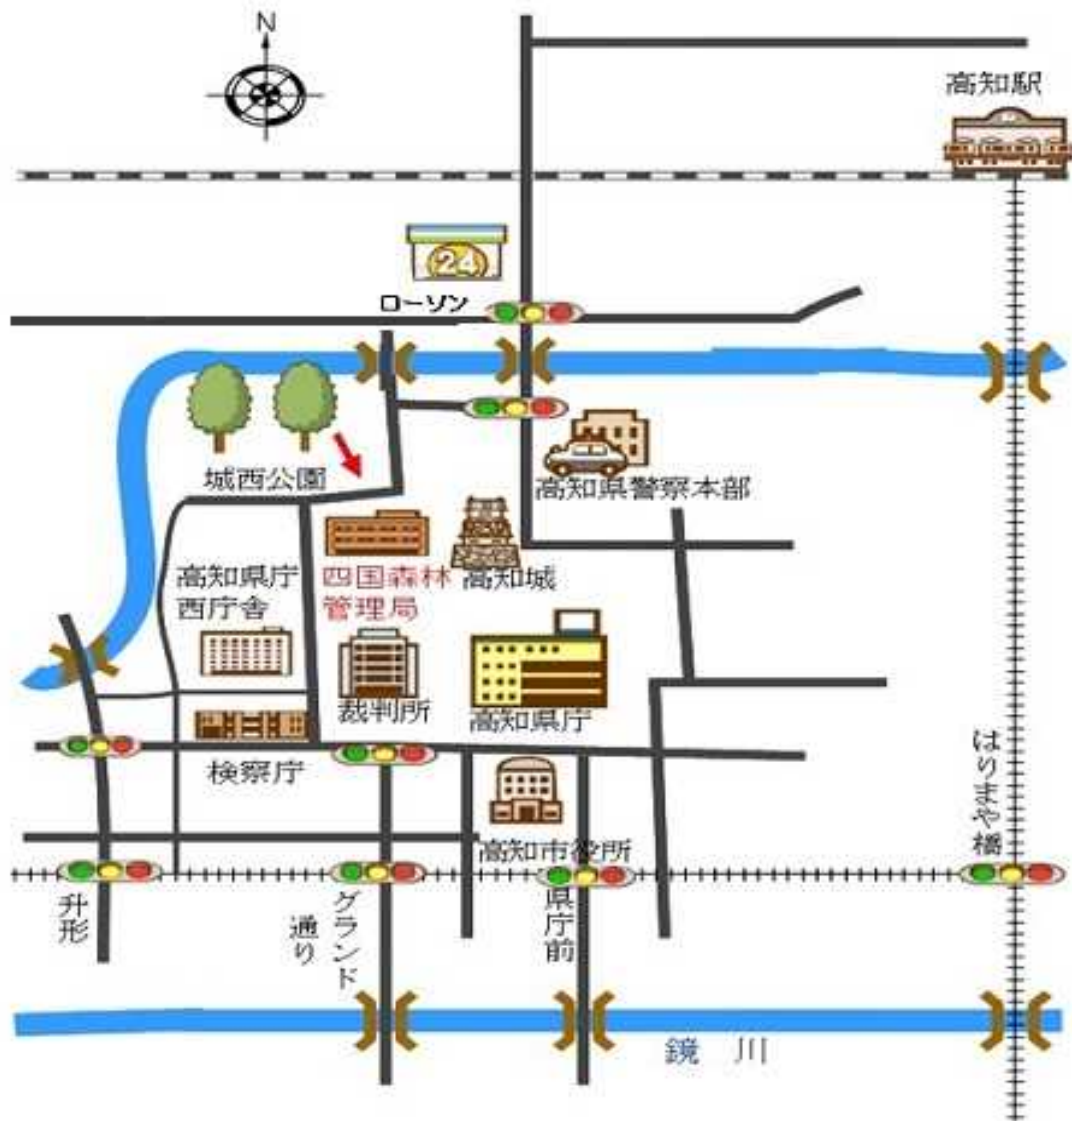 N
高知駅
24
ローソン
城西公園
高知県警察本部
高知県庁
西庁舎
四国森林
管理局
高知城
裁判所
高知県庁
検察庁
はりまや橋
高知市役所
升形
グランド
通り
県庁前
鏡 川